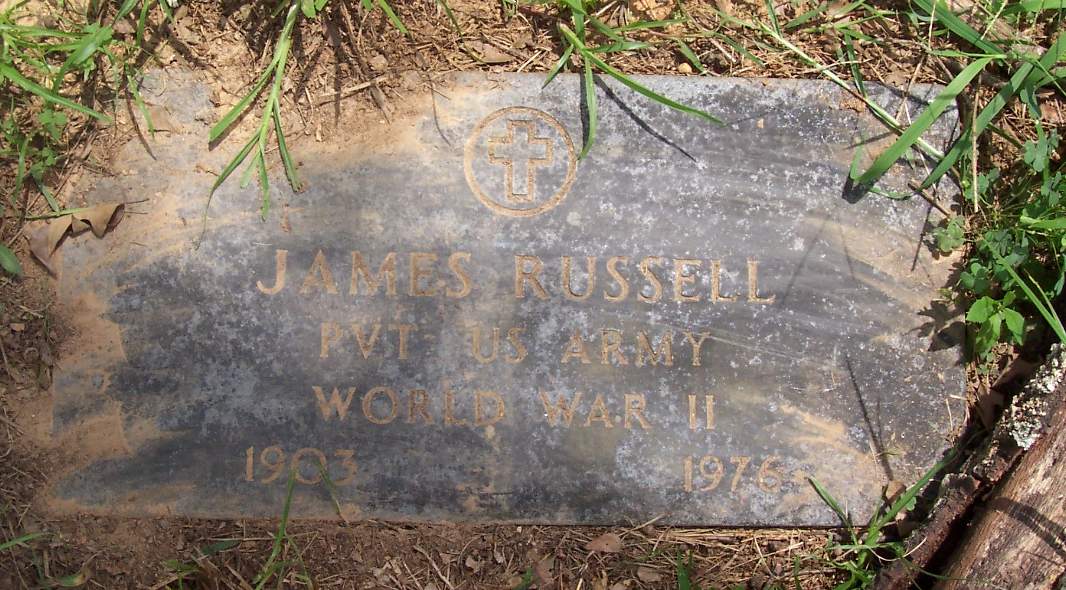 JAMES RUSSELL
PVT US ARMY
WORLD WAR II
1903 1976